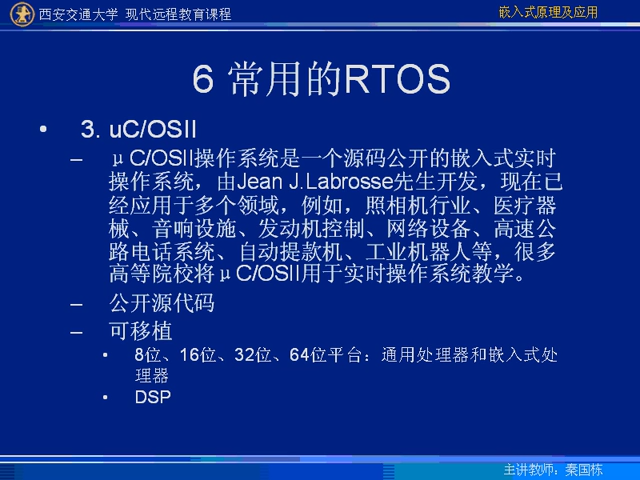 西安交通大学 现代远程教育课程
嵌入式原理及应用
6 常用的RTOS
• 3. uC/OSII
– μC/OSII操作系统是一个源码公开的嵌入式实时
操作系统，由Jean J.Labrosse先生开发，现在已
经应用于多个领域，例如，照相机行业、医疗器
械、音响设施、发动机控制、网络设备、高速公
路电话系统、自动提款机、工业机器人等，很多
高等院校将μC/OSII用于实时操作系统教学。
– 公开源代码
– 可移植
• 8位、16位、32位、64位平台：通用处理器和嵌入式处
理器
• DSP
主讲教师：秦国栋